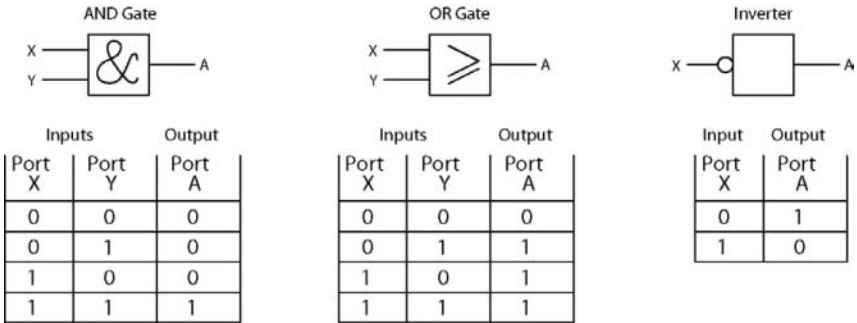 AND Gate
X
Y
&
A
Inputs Output
Port X Port Y Port A
0 0 0
0 1 0
1 0 0
1 1 1
OR Gate
X
Y
≥
A
Inputs Output
Port X Port Y Port A
0 0 0
0 1 1
1 0 1
1 1 1
Inverter
X
A
Input Output
Port X Port A
0 1
1 0